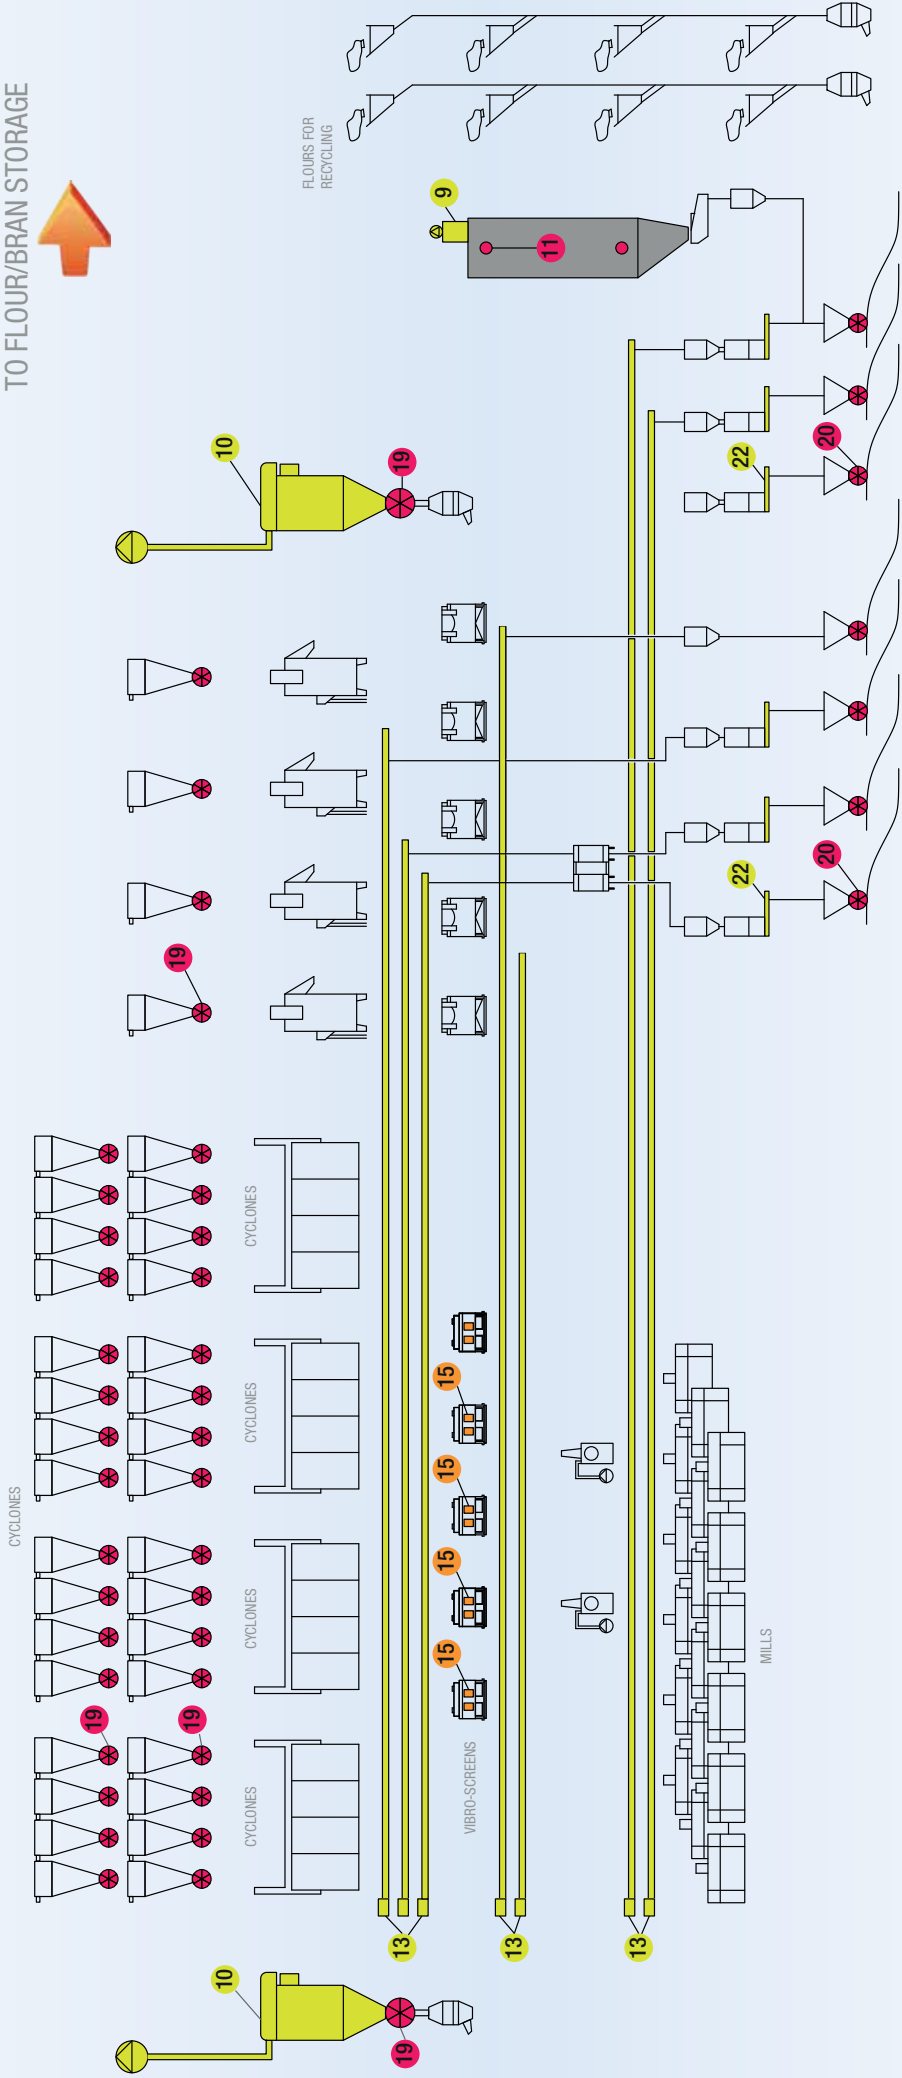 TO FLOUR/BRAN STORAGE
CYCLONES
19
19
19
10
10
CYCLONES
CYCLONES
CYCLONES
CYCLONES
FLOURS FOR
RECYCLING
19
13
19
15
15
15
15
9
VIBRO-SCREENS
13
11
13
22
22
MILLS
20
20